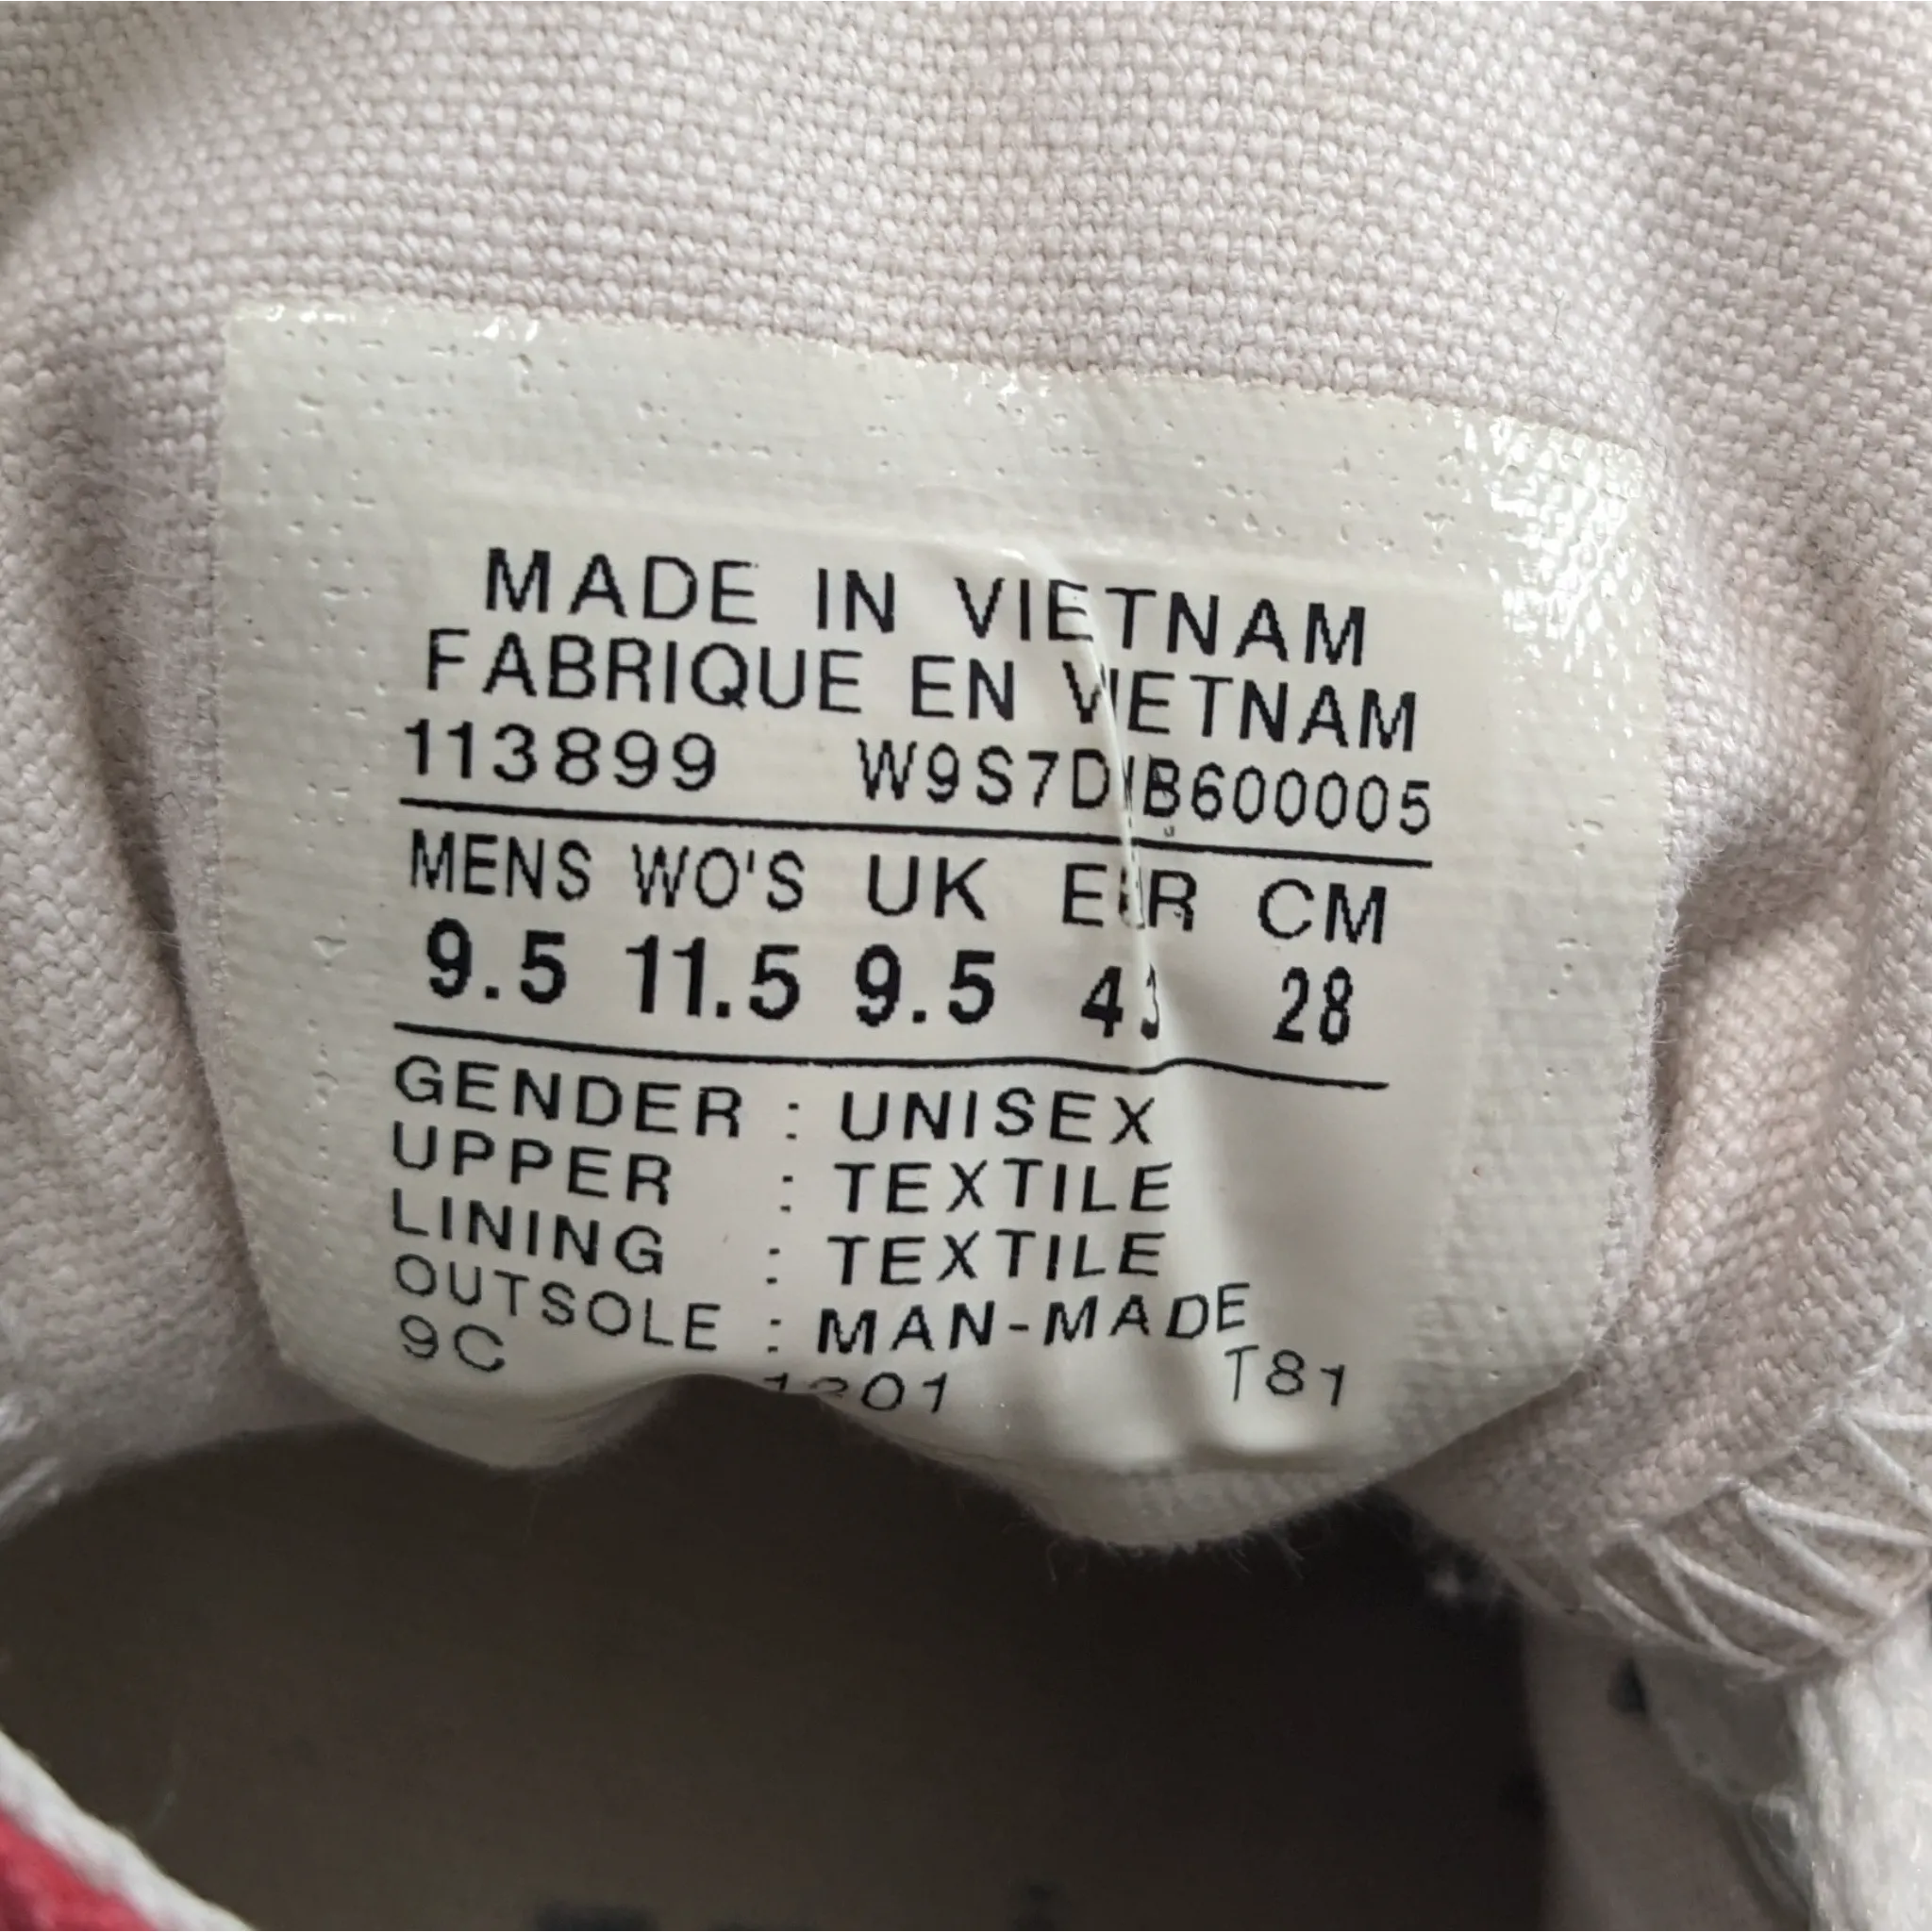 MADE IN VIETNAM
FABRIQUE EN VIETNAM
113899
MENS WO'S UK EUR CM
9.5 11.5 9.5 43 28
GENDER : UNISEX
UPPER : TEXTILE
LINING : TEXTILE
OUTSOLE : MAN-MADE
9C T81